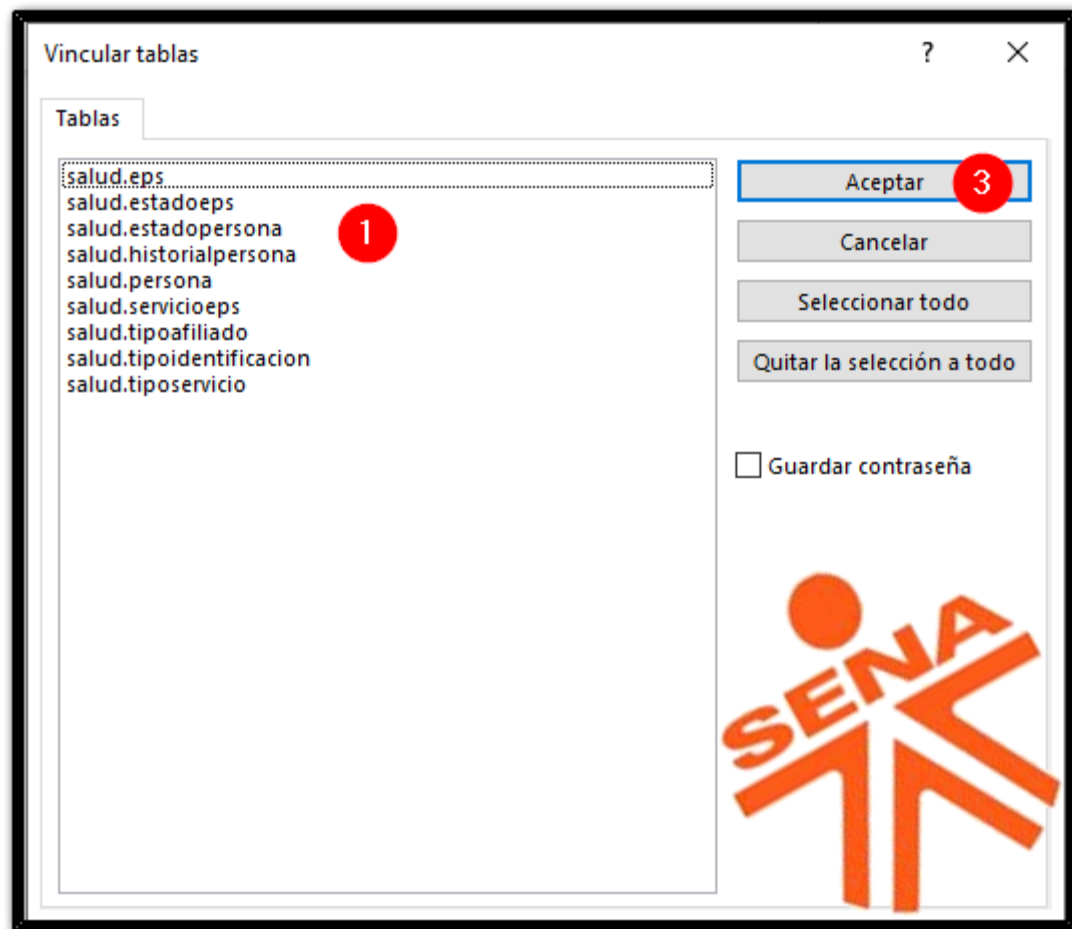 Vincular tablas
?
Tablas
salud.eps
salud.estadoeps
salud.estadopersona
salud.historialpersona
salud.persona
salud.servicioeps
salud.tipoafiliado
salud.tipoidentificacion
salud.tiposervicio
1
Aceptar
3
Cancelar
Seleccionar todo
Quitar la selección a todo
Guardar contraseña
SENA